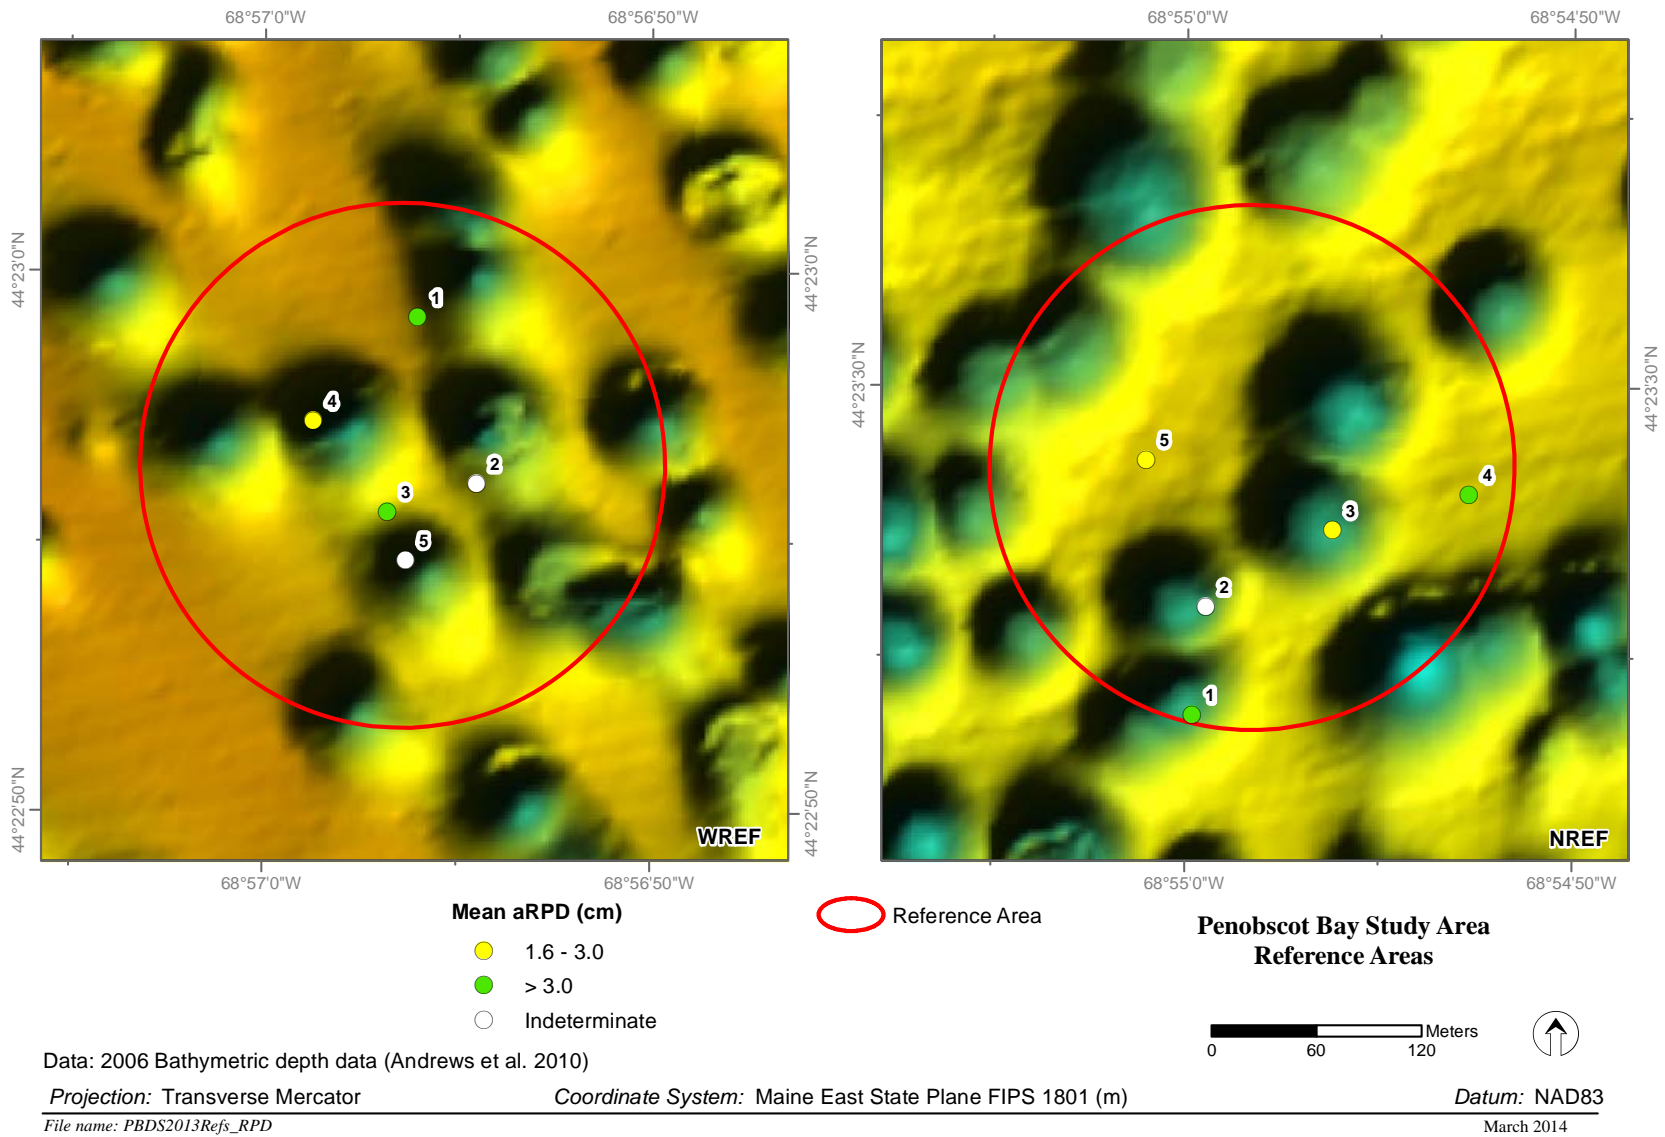 68°57'0"W 68°56'50"W 68°55'0"W 68°54'50"W
44°23'0"N 44°23'0"N 44°23'30"N 44°23'30"N
44°22'50"N 44°22'50"N
1
4
2
3
5
WREF
5
4
3
2
1
NREF
68°57'0"W 68°56'50"W 68°55'0"W 68°54'50"W
Mean aRPD (cm)
1.6 - 3.0
> 3.0
Indeterminate
Reference Area
Penobscot Bay Study Area
Reference Areas
Meters
0 60 120
Data: 2006 Bathymetric depth data (Andrews et al. 2010)
Projection: Transverse Mercator Coordinate System: Maine East State Plane FIPS 1801 (m) Datum: NAD83
File name: PBDS2013Refs_RPD March 2014